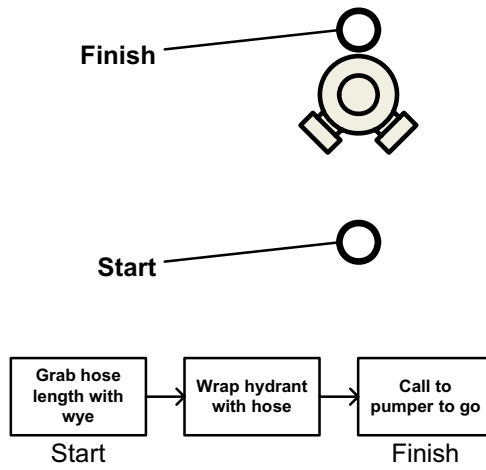 Finish
Start
Grab hose
length with
wye
Wrap hydrant
with hose
Call to
pumper to go
Start
Finish